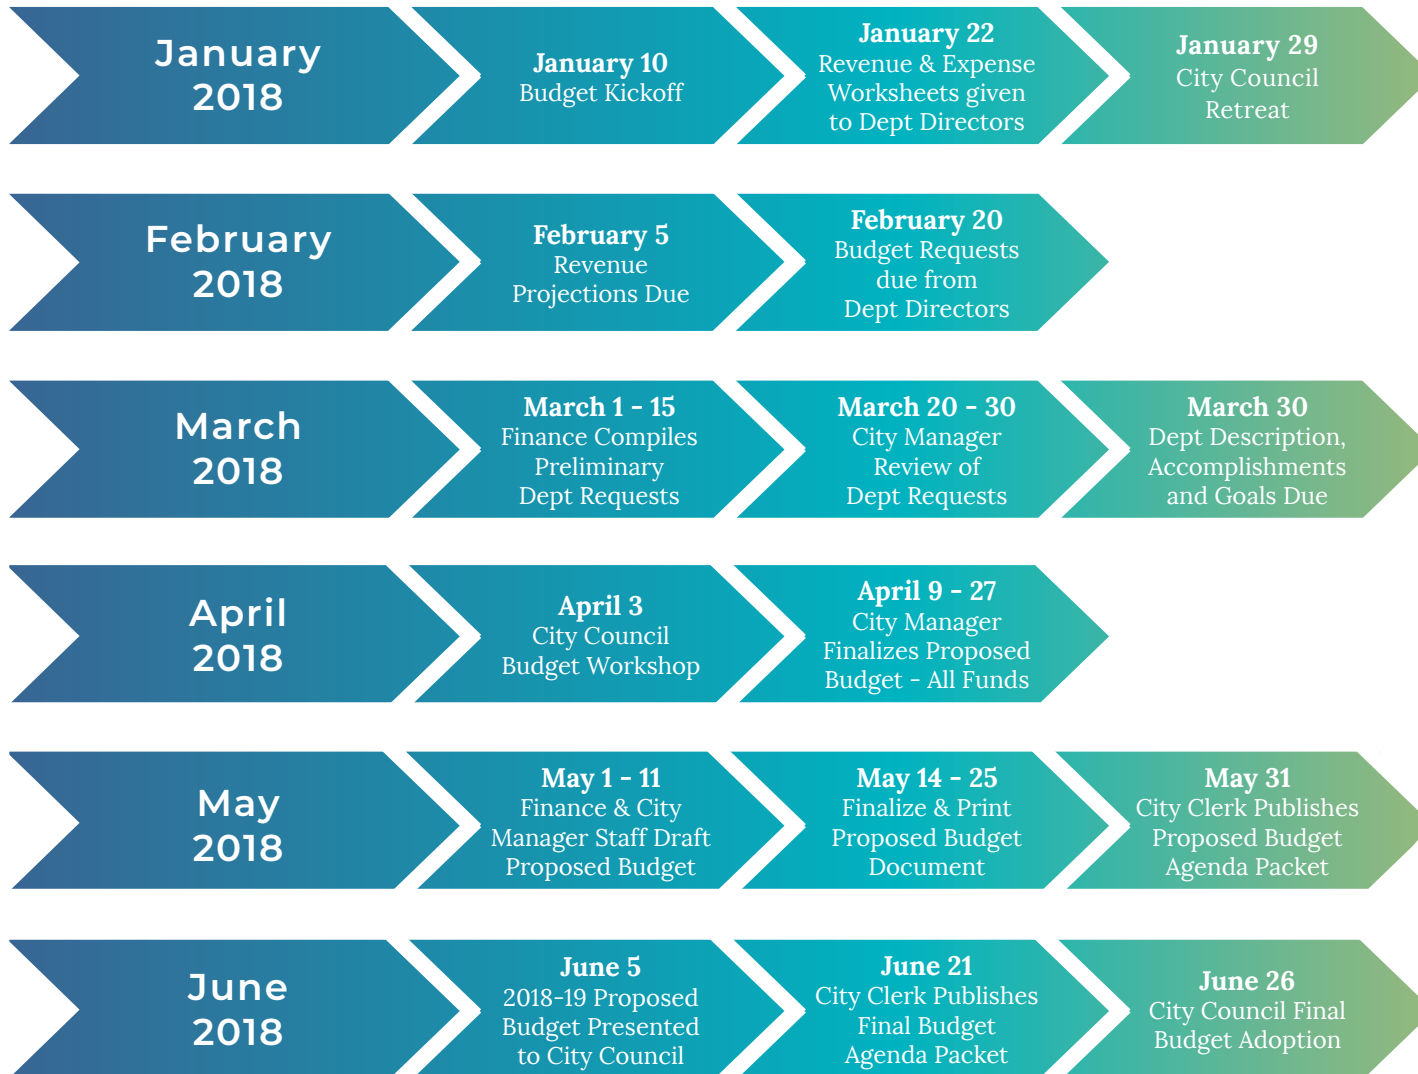 January
2018
January 10
Budget Kickoff
January 22
Revenue & Expense
Worksheets given
to Dept Directors
January 29
City Council
Retreat
February
2018
February 5
Revenue
Projections Due
February 20
Budget Requests
due from
Dept Directors
March
2018
March 1 - 15
Finance Compiles
Preliminary
Dept Requests
March 20 - 30
City Manager
Review of
Dept Requests
March 30
Dept Description,
Accomplishments
and Goals Due
April
2018
April 3
City Council
Budget Workshop
April 9 - 27
City Manager
Finalizes Proposed
Budget - All Funds
May
2018
May 1 - 11
Finance & City
Manager Staff Draft
Proposed Budget
May 14 - 25
Finalize & Print
Proposed Budget
Document
May 31
City Clerk Publishes
Proposed Budget
Agenda Packet
June
2018
June 5
2018-19 Proposed
Budget Presented
to City Council
June 21
City Clerk Publishes
Final Budget
Agenda Packet
June 26
City Council Final
Budget Adoption